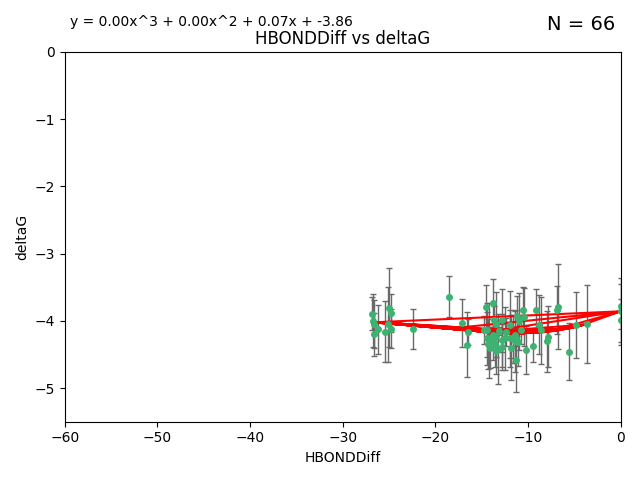 y = 0.00x^3 + 0.00x^2 + 0.07x + -3.86
N = 66
HBONDDiff vs deltaG
0
−1
−2
−3
−4
−5
deltaG
−60 −50 −40 −30 −20 −10 0
HBONDDiff